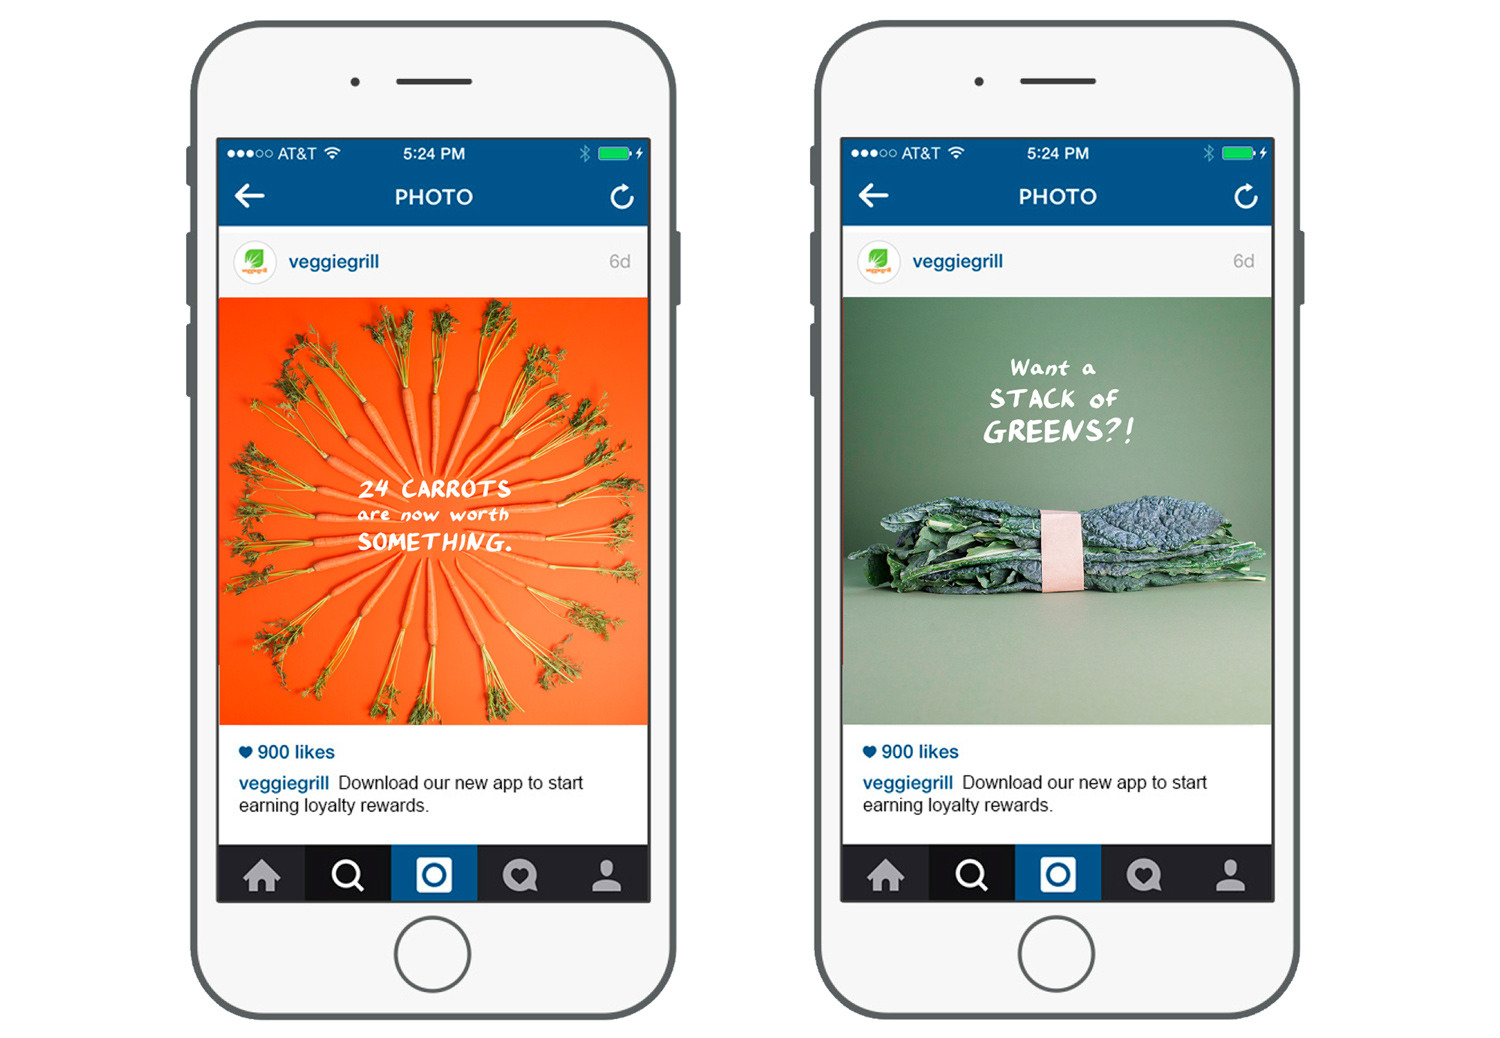 AT&T 5:24 PM
PHOTO
veggiegrill
veggiegrill 6d
24 CARROTS
are now worth
SOMETHING.
900 likes
veggiegrill Download our new app to start
earning loyalty rewards.
AT&T 5:24 PM
PHOTO
veggiegrill
veggiegrill 6d
Want a
STACK of
GREENS?!
900 likes
veggiegrill Download our new app to start
earning loyalty rewards.